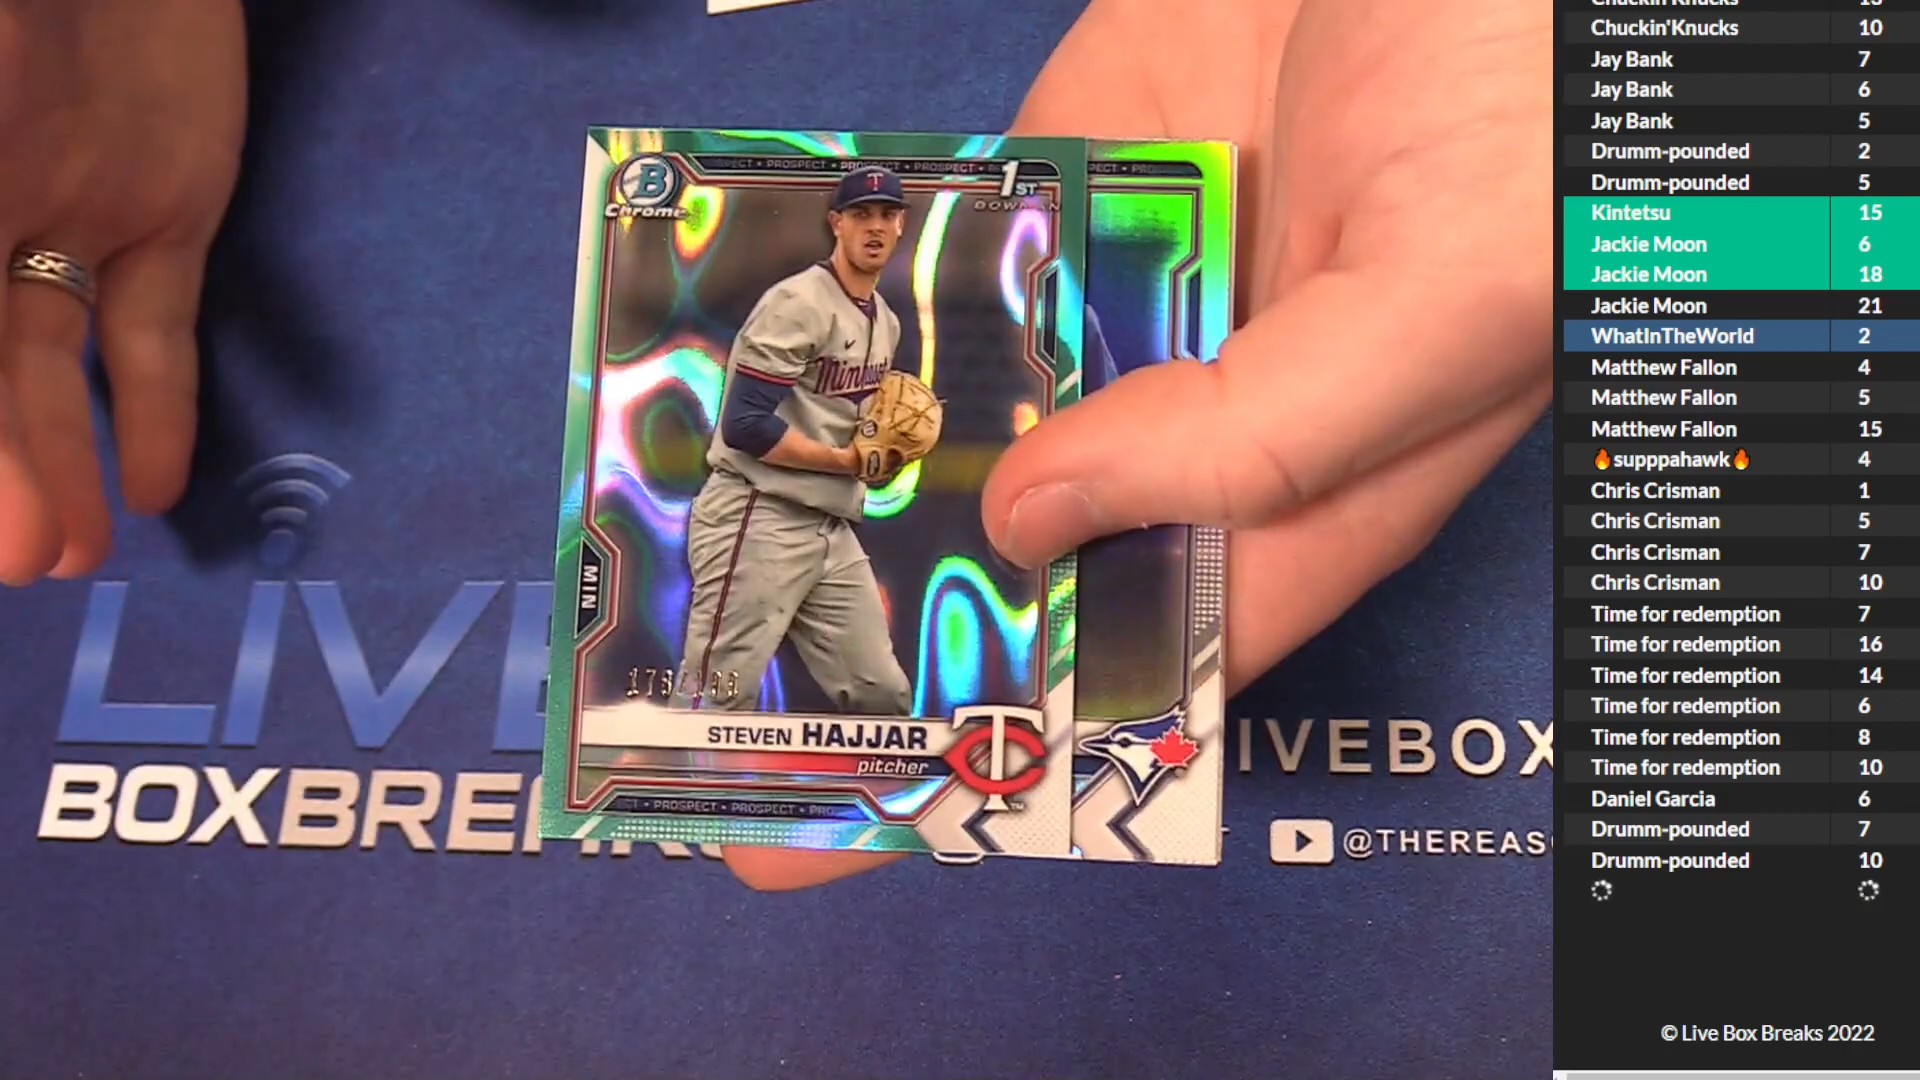 PECT • PROSPECT • PROSPECT • PROSPECT • P
B
Chrome
1ST
BOWMAN
T
MIN
STEVEN HAJJAR
pitcher
TC
TM
PROSPECT • PROSPECT • PRO
LIV
BOXBRE
IVEBOX
@THEREAS
Chuckin'Knucks 10
Jay Bank 7
Jay Bank 6
Jay Bank 5
Drumm-pounded 2
Drumm-pounded 5
Kintetsu 15
Jackie Moon 6
Jackie Moon 18
Jackie Moon 21
WhatInTheWorld 2
Matthew Fallon 4
Matthew Fallon 5
Matthew Fallon 15
🔥supppahawk🔥 4
Chris Crisman 1
Chris Crisman 5
Chris Crisman 7
Chris Crisman 10
Time for redemption 7
Time for redemption 16
Time for redemption 14
Time for redemption 6
Time for redemption 8
Time for redemption 10
Daniel Garcia 6
Drumm-pounded 7
Drumm-pounded 10
© Live Box Breaks 2022